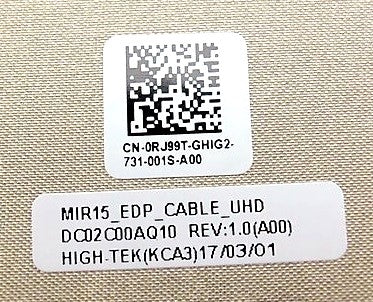 CN-0RJ99T-GHIG2-
731-001S-A00
MIR15_EDP_CABLE_UHD
DC02C00AQ10 REV:1.0(A00)
HIGH-TEK(KCA3)17/03/01